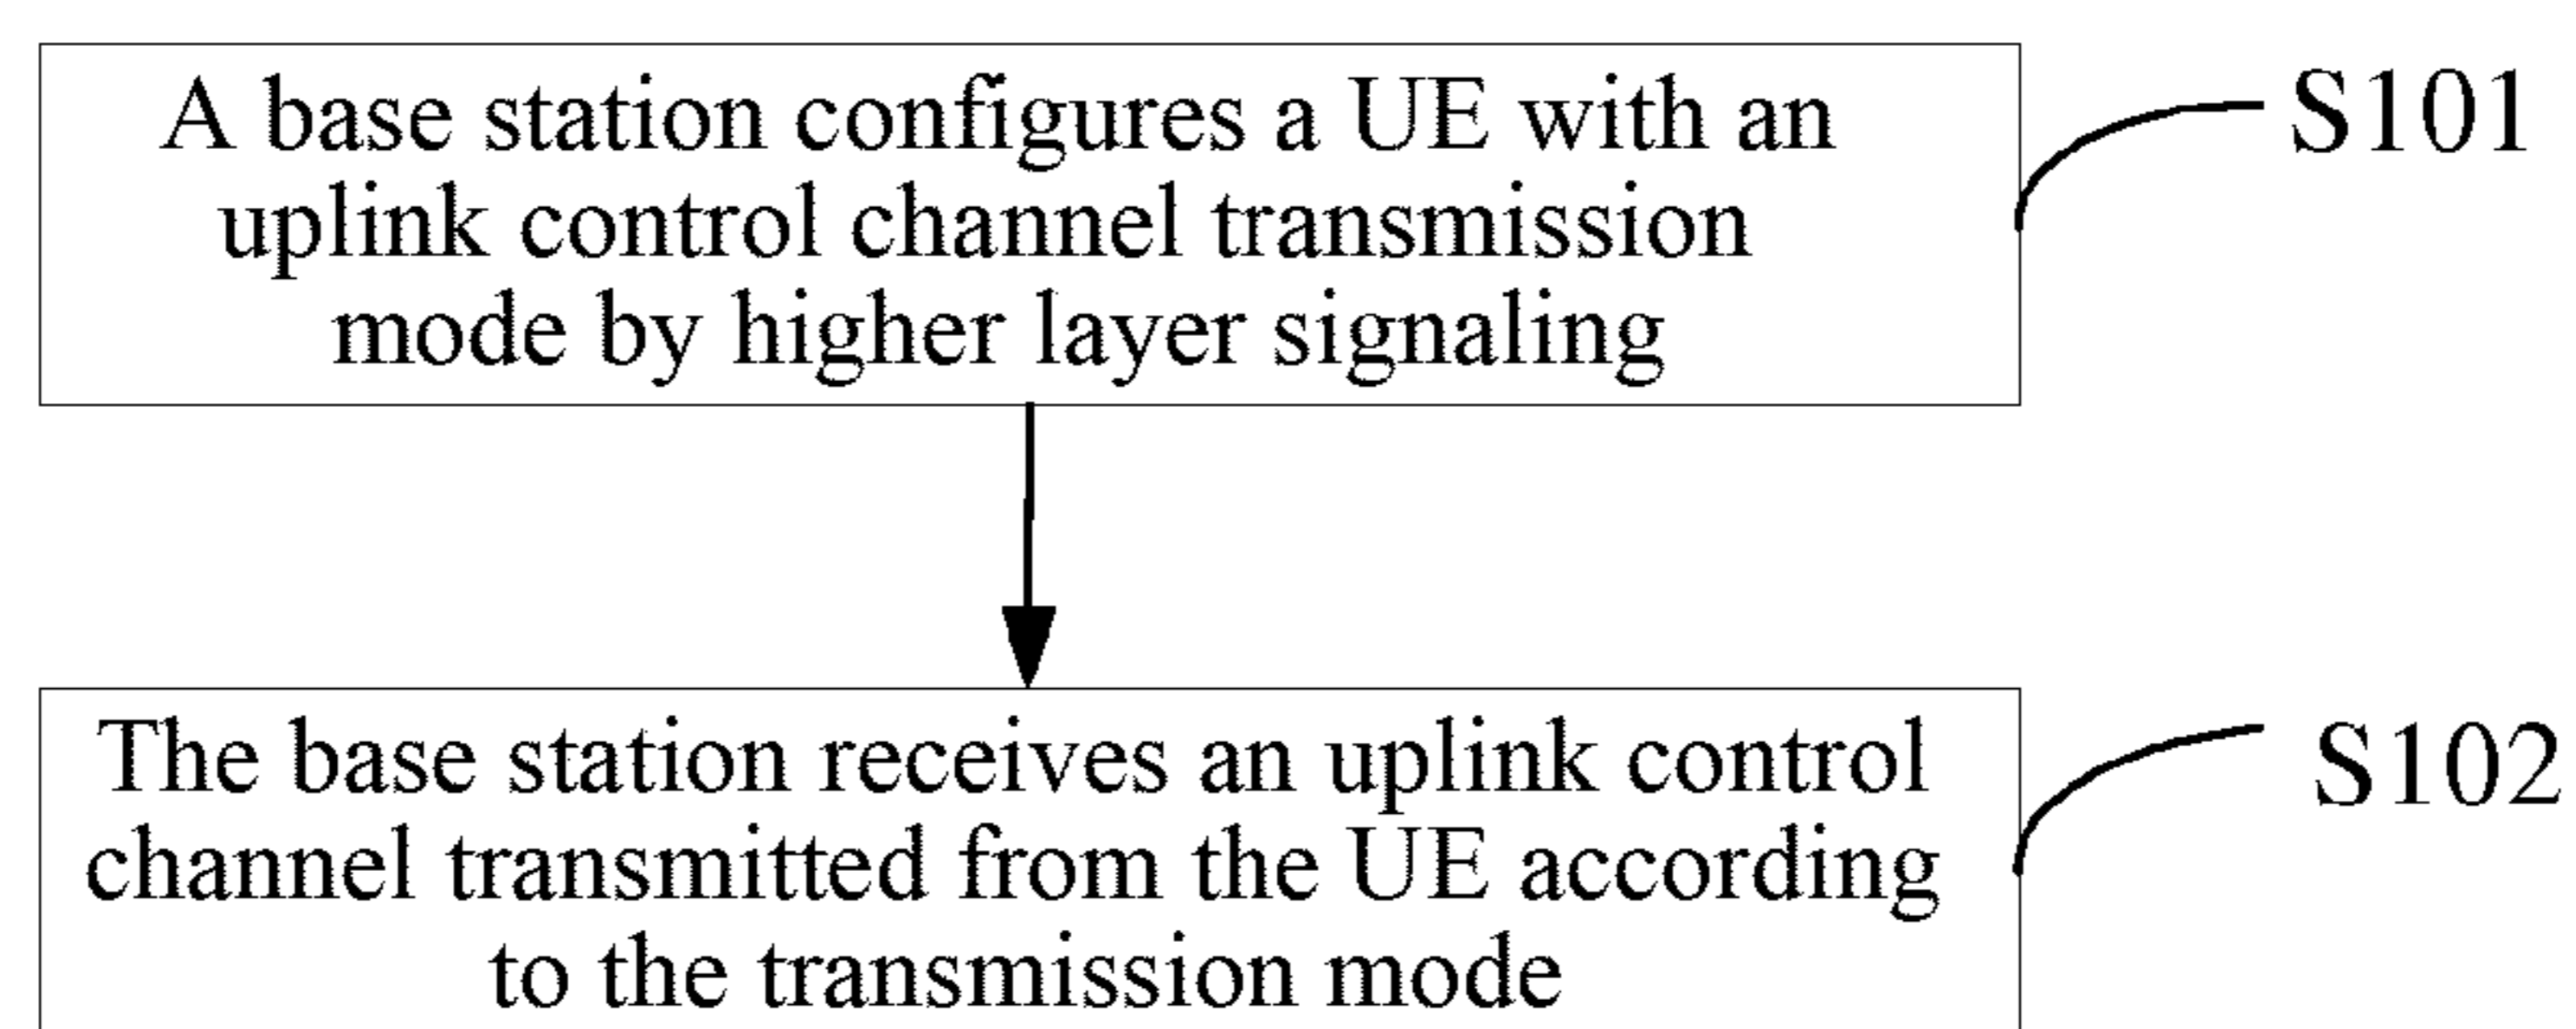 A base station configures a UE with an
uplink control channel transmission
mode by higher layer signaling
S101
The base station receives an uplink control
channel transmitted from the UE according
to the transmission mode
S102